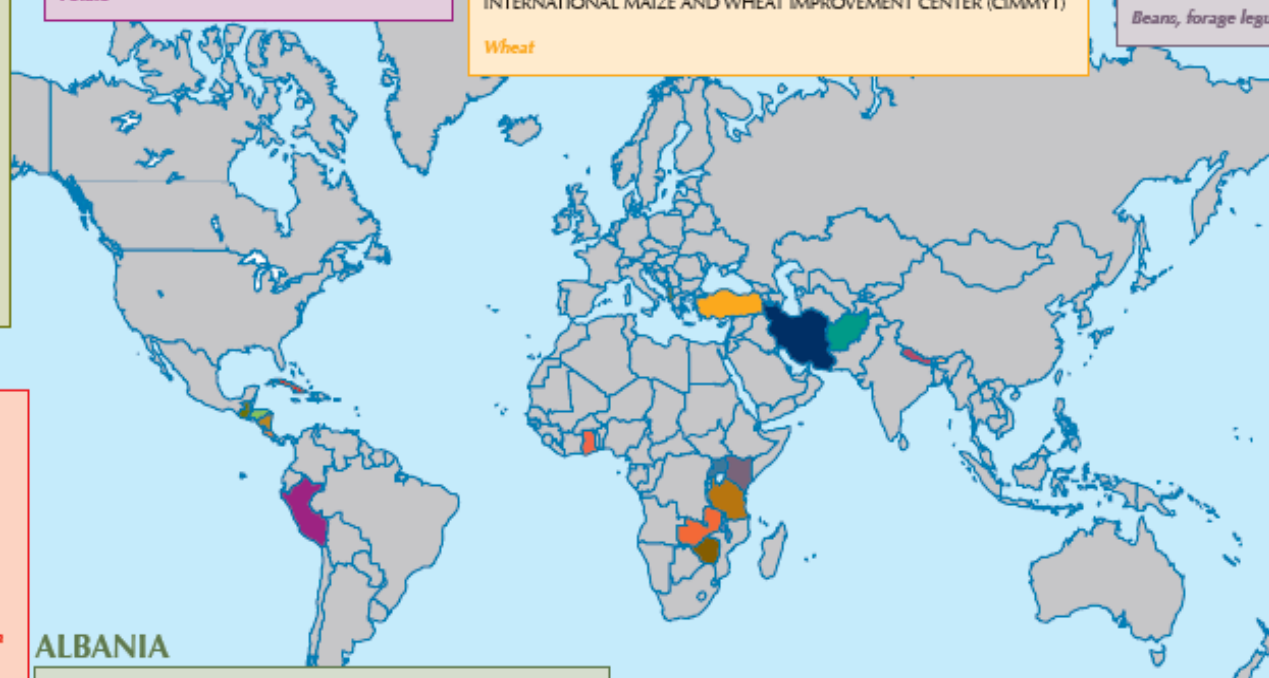 INTERNATIONAL MAIZE AND WHEAT IMPROVEMENT CENTER (CIMMYT)
Wheat
Beans, forage legu
ALBANIA